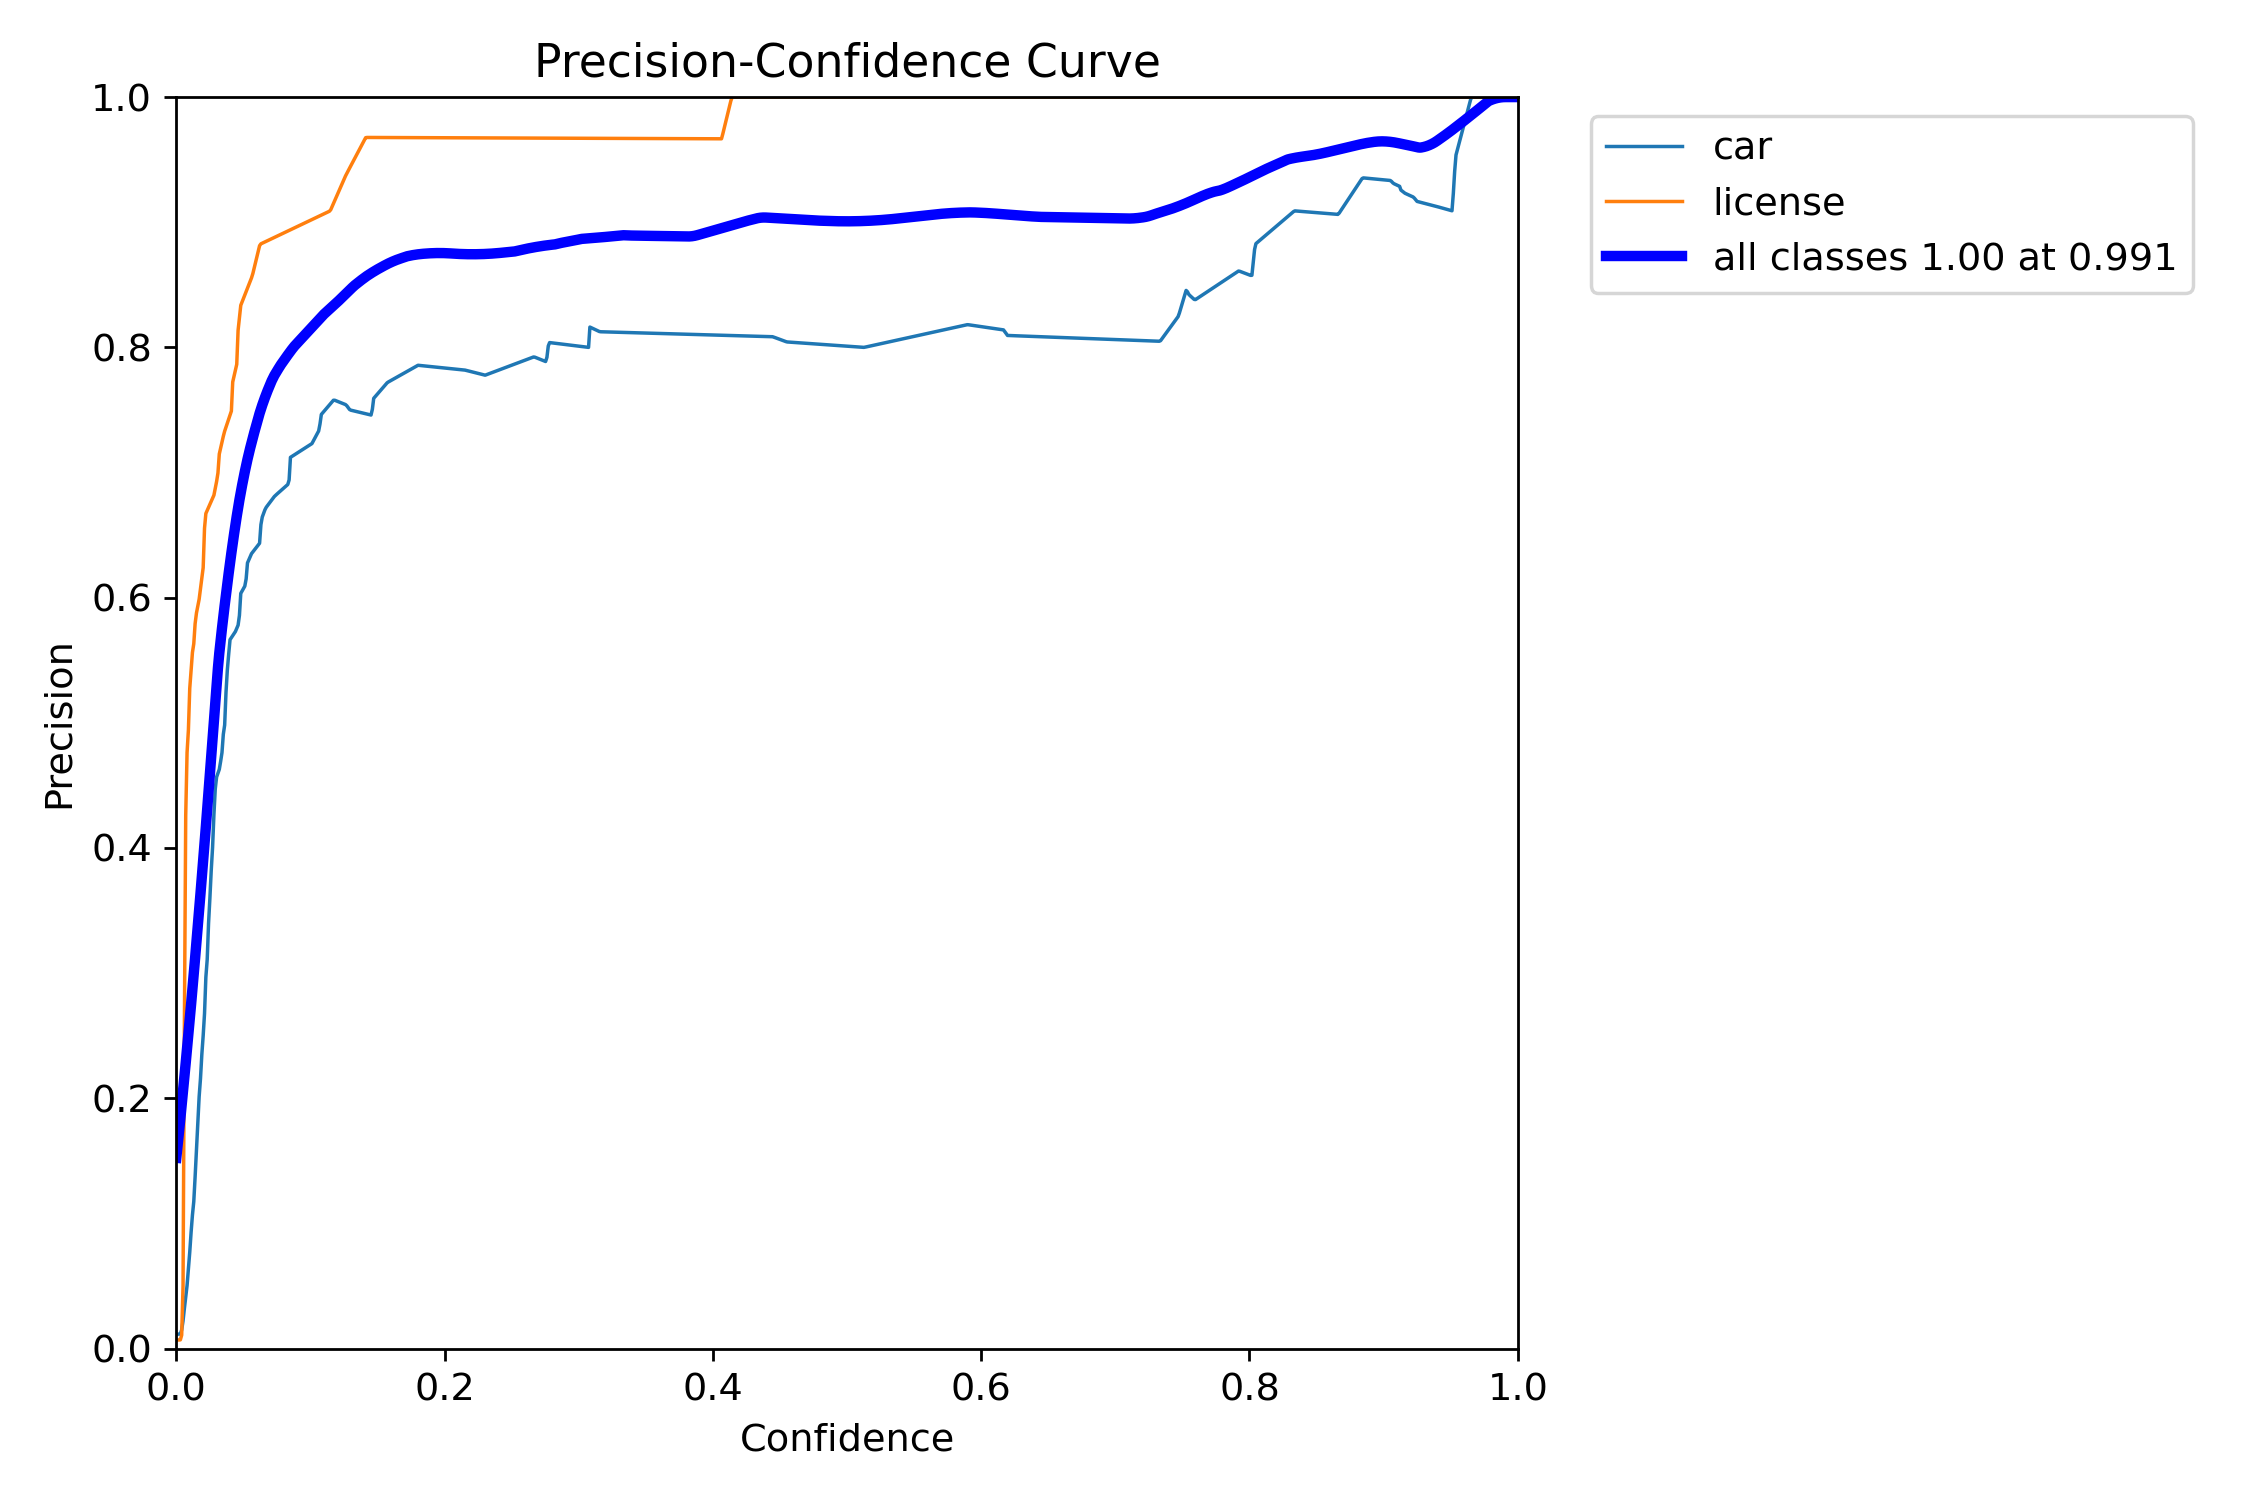 Precision-Confidence Curve
1.0
0.8
0.6
0.4
0.2
0.0
Precision
0.0 0.2 0.4 0.6 0.8 1.0
Confidence
car
license
all classes 1.00 at 0.991